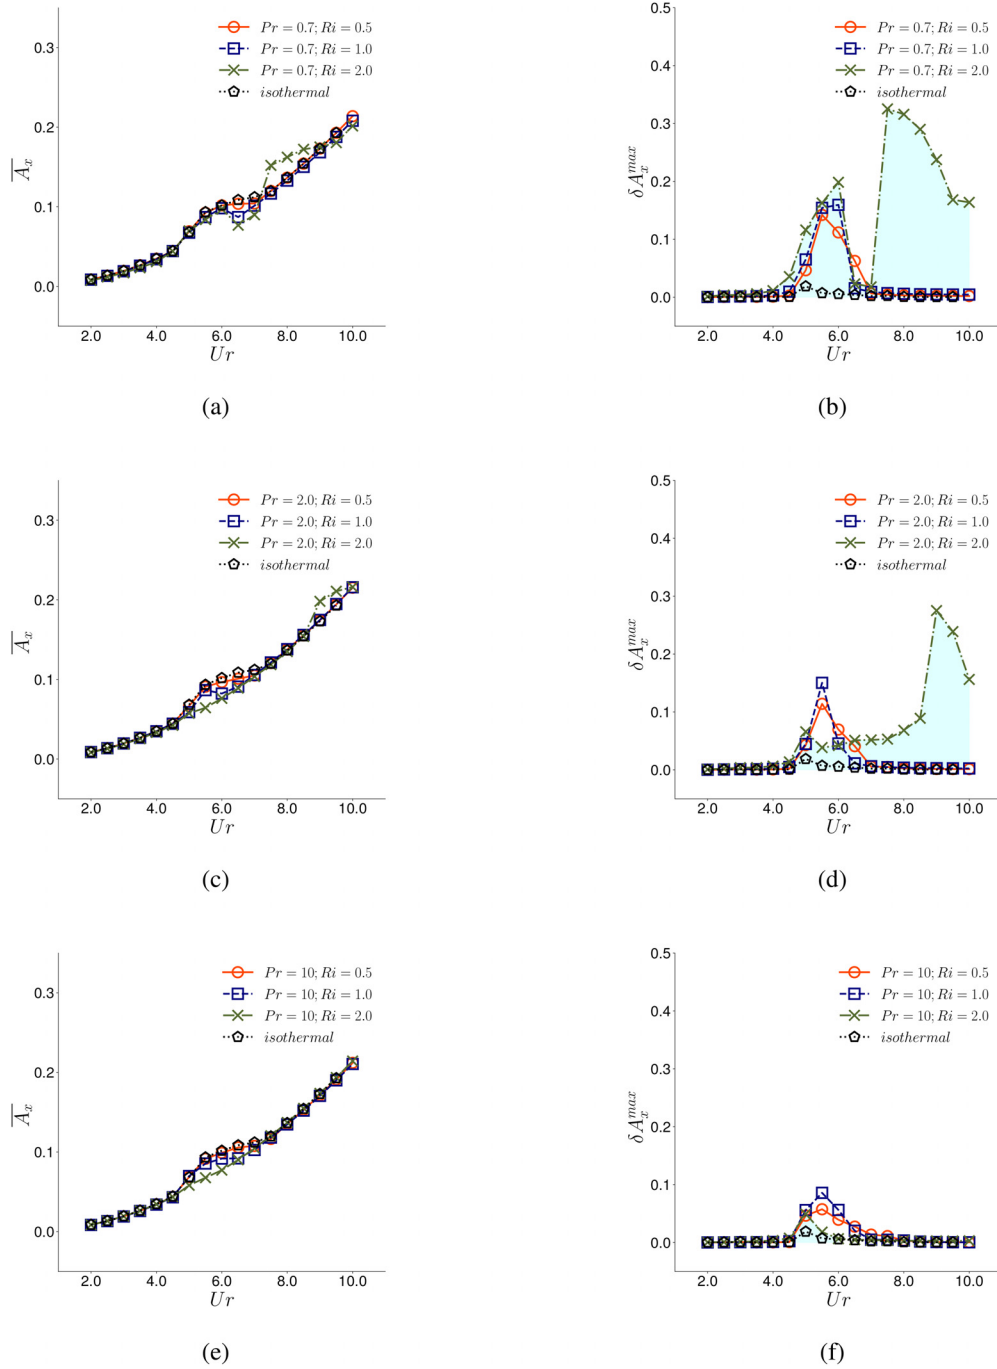 Pr = 0.7; Ri = 0.5
Pr = 0.7; Ri = 1.0
Pr = 0.7; Ri = 2.0
isothermal
0.3
0.2
0.1
0.0
A_x
2.0 4.0 6.0 8.0 10.0
Ur
(a)
Pr = 0.7; Ri = 0.5
Pr = 0.7; Ri = 1.0
Pr = 0.7; Ri = 2.0
isothermal
0.5
0.4
0.3
0.2
0.1
0.0
δA_x^max
2.0 4.0 6.0 8.0 10.0
Ur
(b)
Pr = 2.0; Ri = 0.5
Pr = 2.0; Ri = 1.0
Pr = 2.0; Ri = 2.0
isothermal
0.3
0.2
0.1
0.0
A_x
2.0 4.0 6.0 8.0 10.0
Ur
(c)
Pr = 2.0; Ri = 0.5
Pr = 2.0; Ri = 1.0
Pr = 2.0; Ri = 2.0
isothermal
0.5
0.4
0.3
0.2
0.1
0.0
δA_x^max
2.0 4.0 6.0 8.0 10.0
Ur
(d)
Pr = 10; Ri = 0.5
Pr = 10; Ri = 1.0
Pr = 10; Ri = 2.0
isothermal
0.3
0.2
0.1
0.0
A_x
2.0 4.0 6.0 8.0 10.0
Ur
(e)
Pr = 10; Ri = 0.5
Pr = 10; Ri = 1.0
Pr = 10; Ri = 2.0
isothermal
0.5
0.4
0.3
0.2
0.1
0.0
δA_x^max
2.0 4.0 6.0 8.0 10.0
Ur
(f)